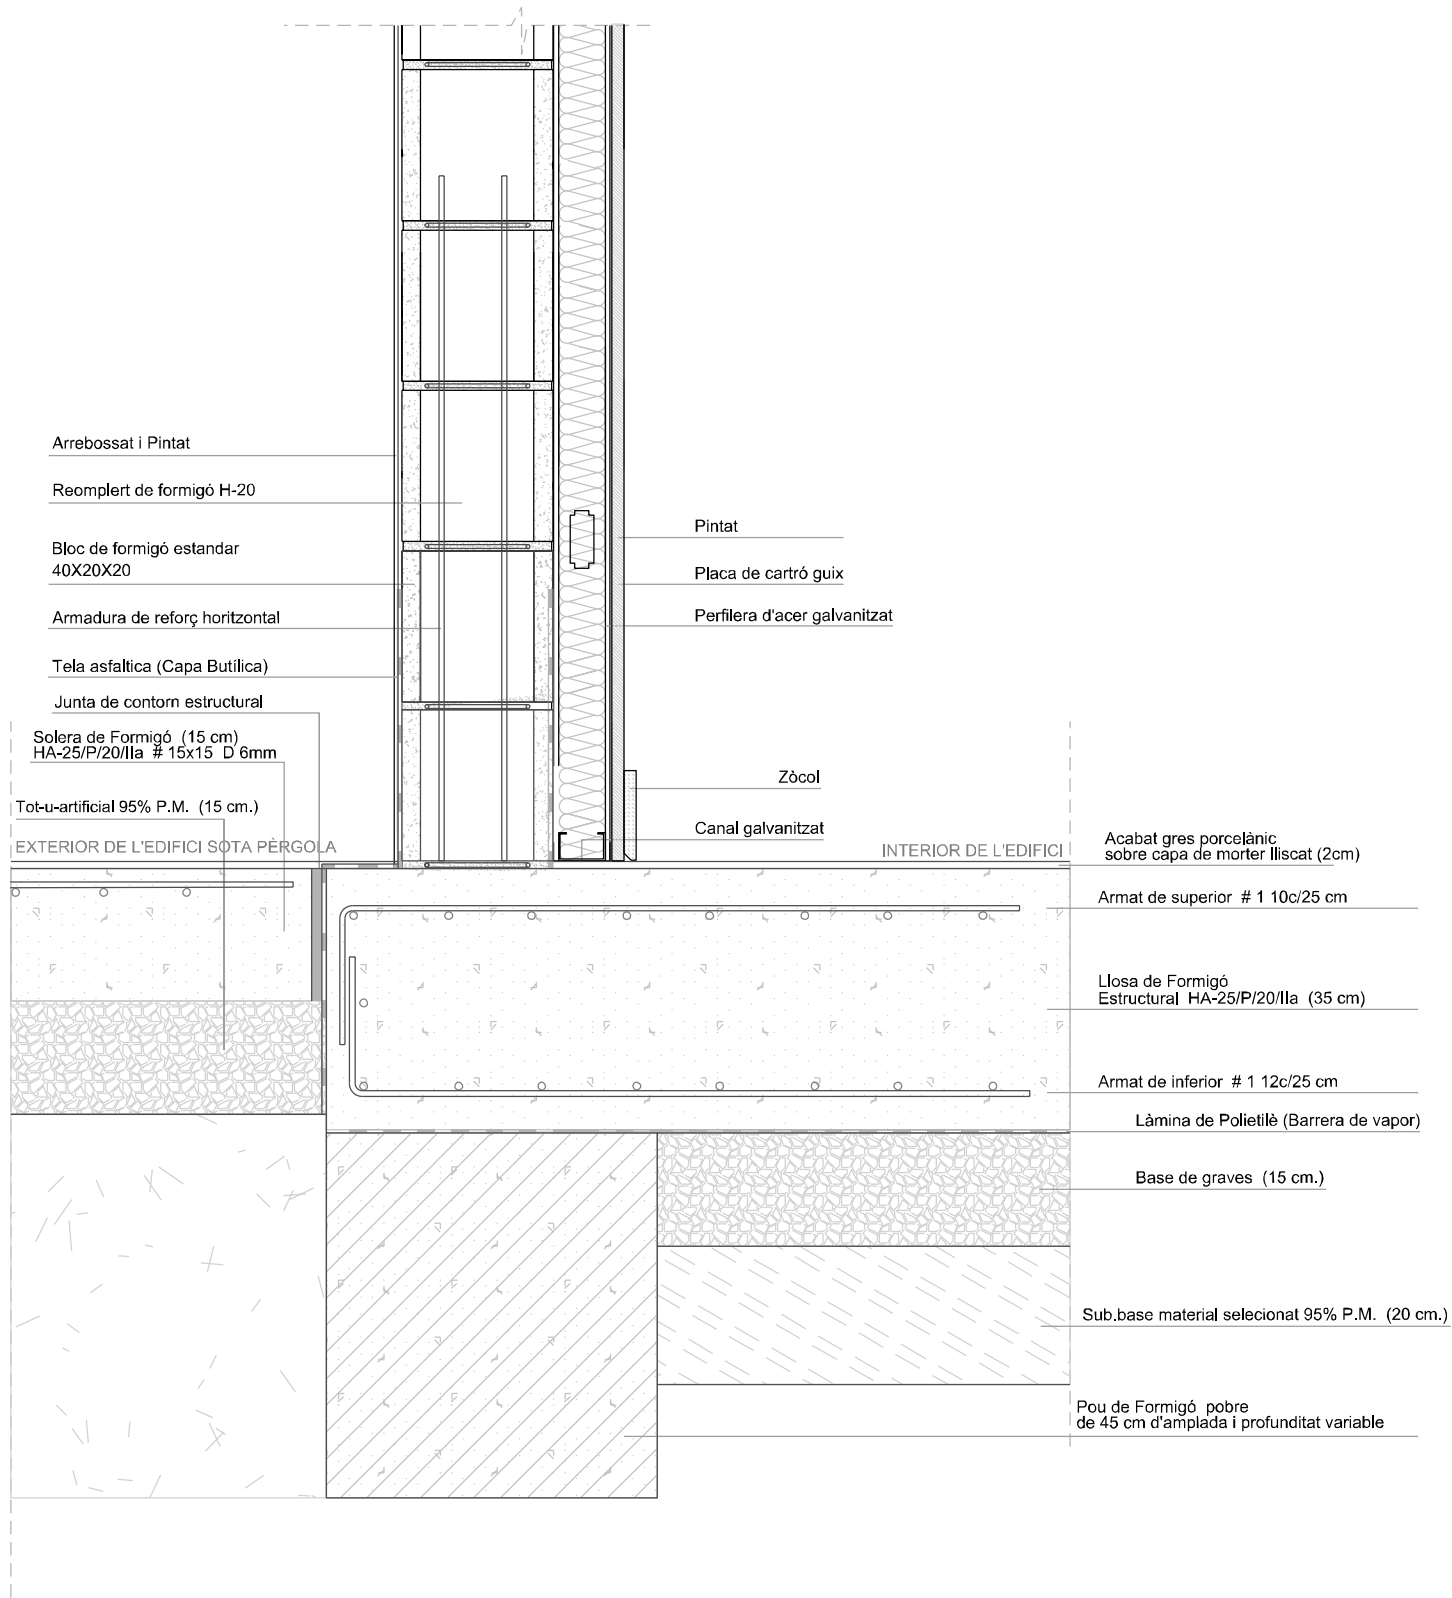 Arrebossat i Pintat
Reomplert de formigó H-20
Bloc de formigó estandar
40X20X20
Armadura de reforç horitzontal
Tela asfaltica (Capa Butílica)
Junta de contorn estructural
Solera de Formigó (15 cm)
HA-25/P/20/IIa # 15x15 D 6mm
Tot-u-artificial 95% P.M. (15 cm.)
EXTERIOR DE L'EDIFICI SOTA PÈRGOLA
Pintat
Placa de cartró guix
Perfilera d'acer galvanitzat
Zòcol
Canal galvanitzat
INTERIOR DE L'EDIFICI
Acabat gres porcelànic
sobre capa de morter lliscat (2cm)
Armat de superior # 1 10c/25 cm
Llosa de Formigó
Estructural HA-25/P/20/IIa (35 cm)
Armat de inferior # 1 12c/25 cm
Làmina de Polietilè (Barrera de vapor)
Base de graves (15 cm.)
Sub.base material selecionat 95% P.M. (20 cm.)
Pou de Formigó pobre
de 45 cm d'amplada i profunditat variable